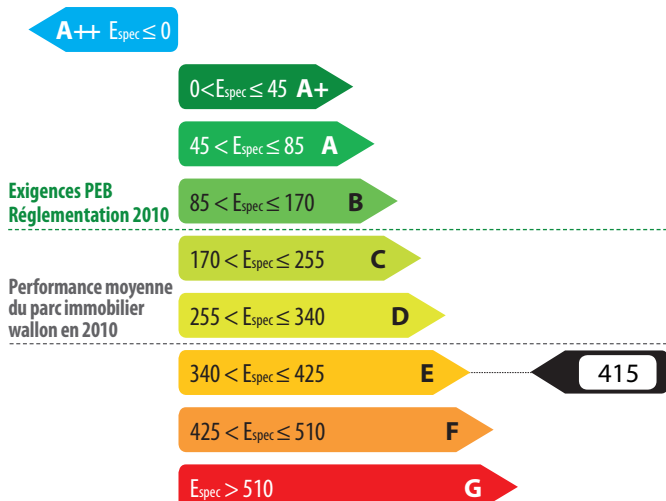 A++ Espec ≤ 0
0<Espec ≤ 45 A+
45 < Espec ≤ 85 A
Exigences PEB
Réglementation 2010
85 < Espec ≤ 170 B
170 < Espec ≤ 255 C
Performance moyenne
du parc immobilier
wallon en 2010
255 < Espec ≤ 340 D
340 < Espec ≤ 425 E
415
425 < Espec ≤ 510 F
Espec > 510 G